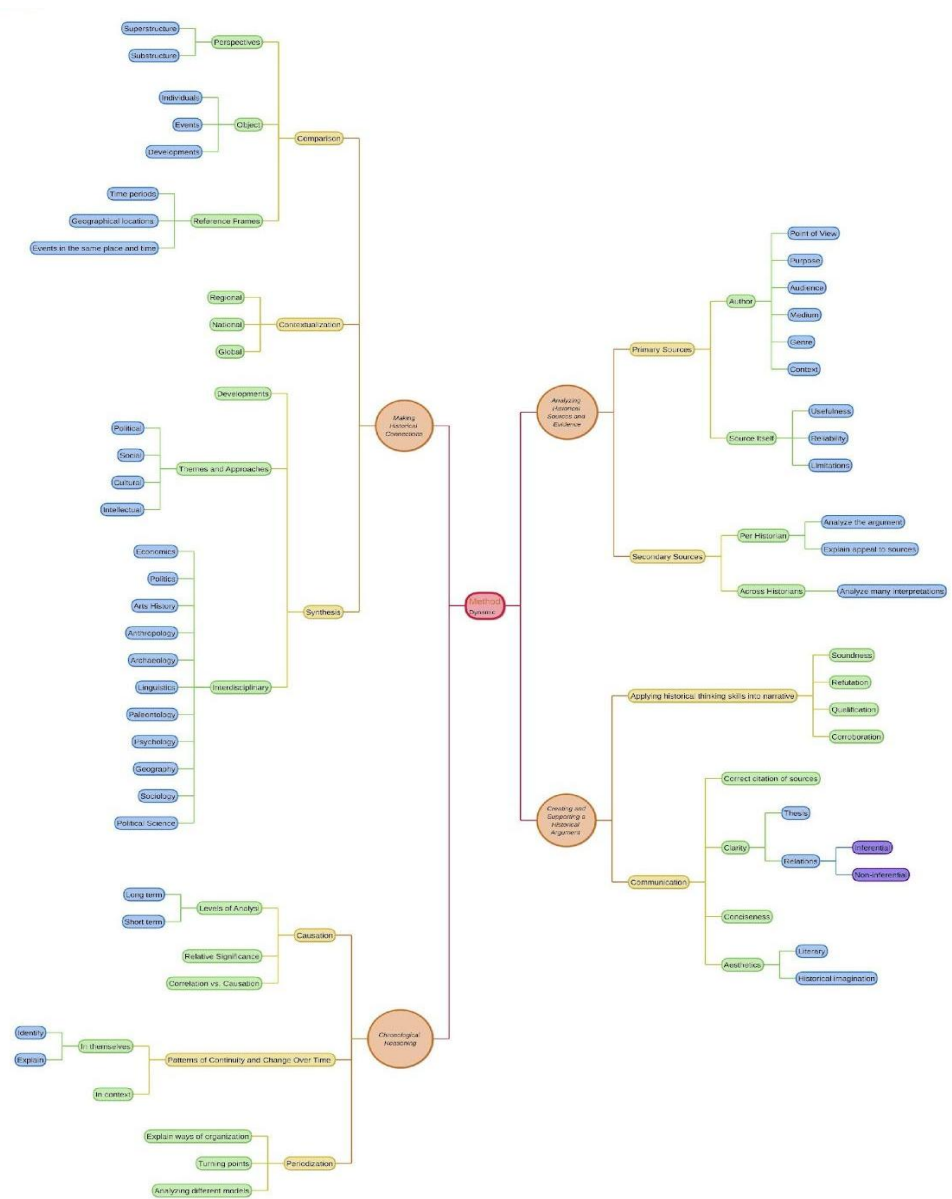 Superstructure
Perspectives
Substructure
Individuals
Object
Events
Developments
Comparison
Time periods
Geographical locations
Reference Frames
Events in the same place and time
Regional
National
Contextualization
Global
Developments
Making
Historical
Connections
Political
Social
Themes and Approaches
Cultural
Intellectual
Economics
Politics
Arts History
Synthesis
Anthropology
Archaeology
Linguistics
Interdisciplinary
Paleontology
Psychology
Geography
Sociology
Political Science
Long term
Levels of Analysi
Short term
Causation
Relative Significance
Correlation vs. Causation
Chronological
Reasoning
Identify
In themselves
Explain
Patterns of Continuity and Change Over Time
In context
Explain ways of organization
Turning points
Periodization
Analyzing different models
Method
Dynamic
Point of View
Purpose
Audience
Author
Medium
Genre
Context
Primary Sources
Analyzing
Historical
Sources and
Evidence
Usefulness
Source Itself
Reliability
Limitations
Per Historian
Analyze the argument
Explain appeal to sources
Secondary Sources
Across Historians
Analyze many interpretations
Soundness
Refutation
Applying historical thinking skills into narrative
Qualification
Corroboration
Creating and
Supporting a
Historical
Argument
Correct citation of sources
Thesis
Clarity
Relations
Inferential
Non-inferential
Communication
Conciseness
Literary
Aesthetics
Historical imagination